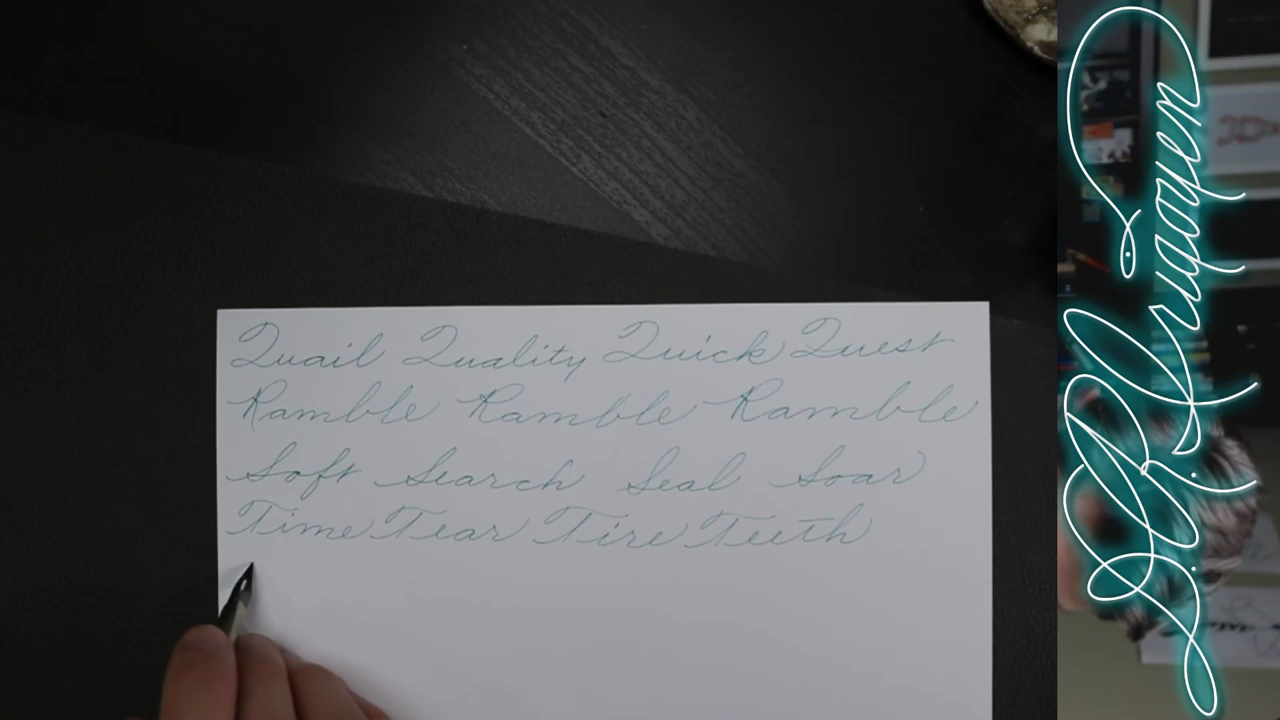 Quail Quality Quick Quest
Ramble Ramble Ramble
Soft Search Seal Soar
Time Tear Tire Teeth